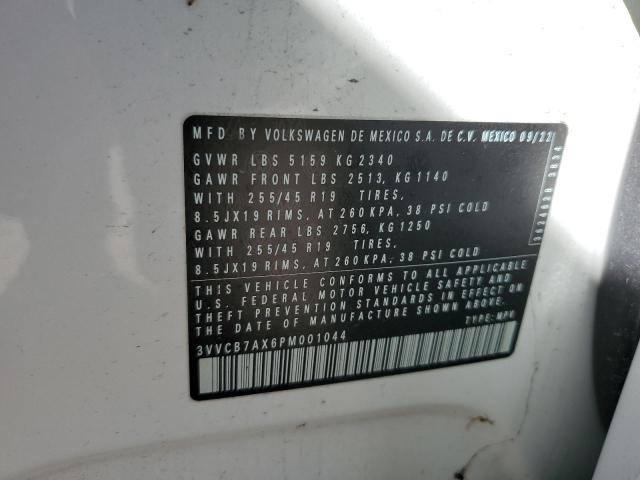 MFD BY VOLKSWAGEN DE MEXICO S.A. DE C.V. MEXICO 09/22
GVWR LBS 5159 KG 2340
GAWR FRONT LBS 2513, KG 1140
WITH 255/45 R19 TIRES,
8.5JX19 RIMS, AT 260KPA, 38 PSI COLD
GAWR REAR LBS 2756, KG 1250
WITH 255/45 R19 TIRES,
8.5JX19 RIMS, AT 260KPA, 38 PSI COLD
THIS VEHICLE CONFORMS TO ALL APPLICABLE
U.S. FEDERAL MOTOR VEHICLE SAFETY AND
THEFT PREVENTION STANDARDS IN EFFECT ON
THE DATE OF MANUFACTURE SHOWN ABOVE.
3VVCB7AX6PM001044
TYPE: MPV